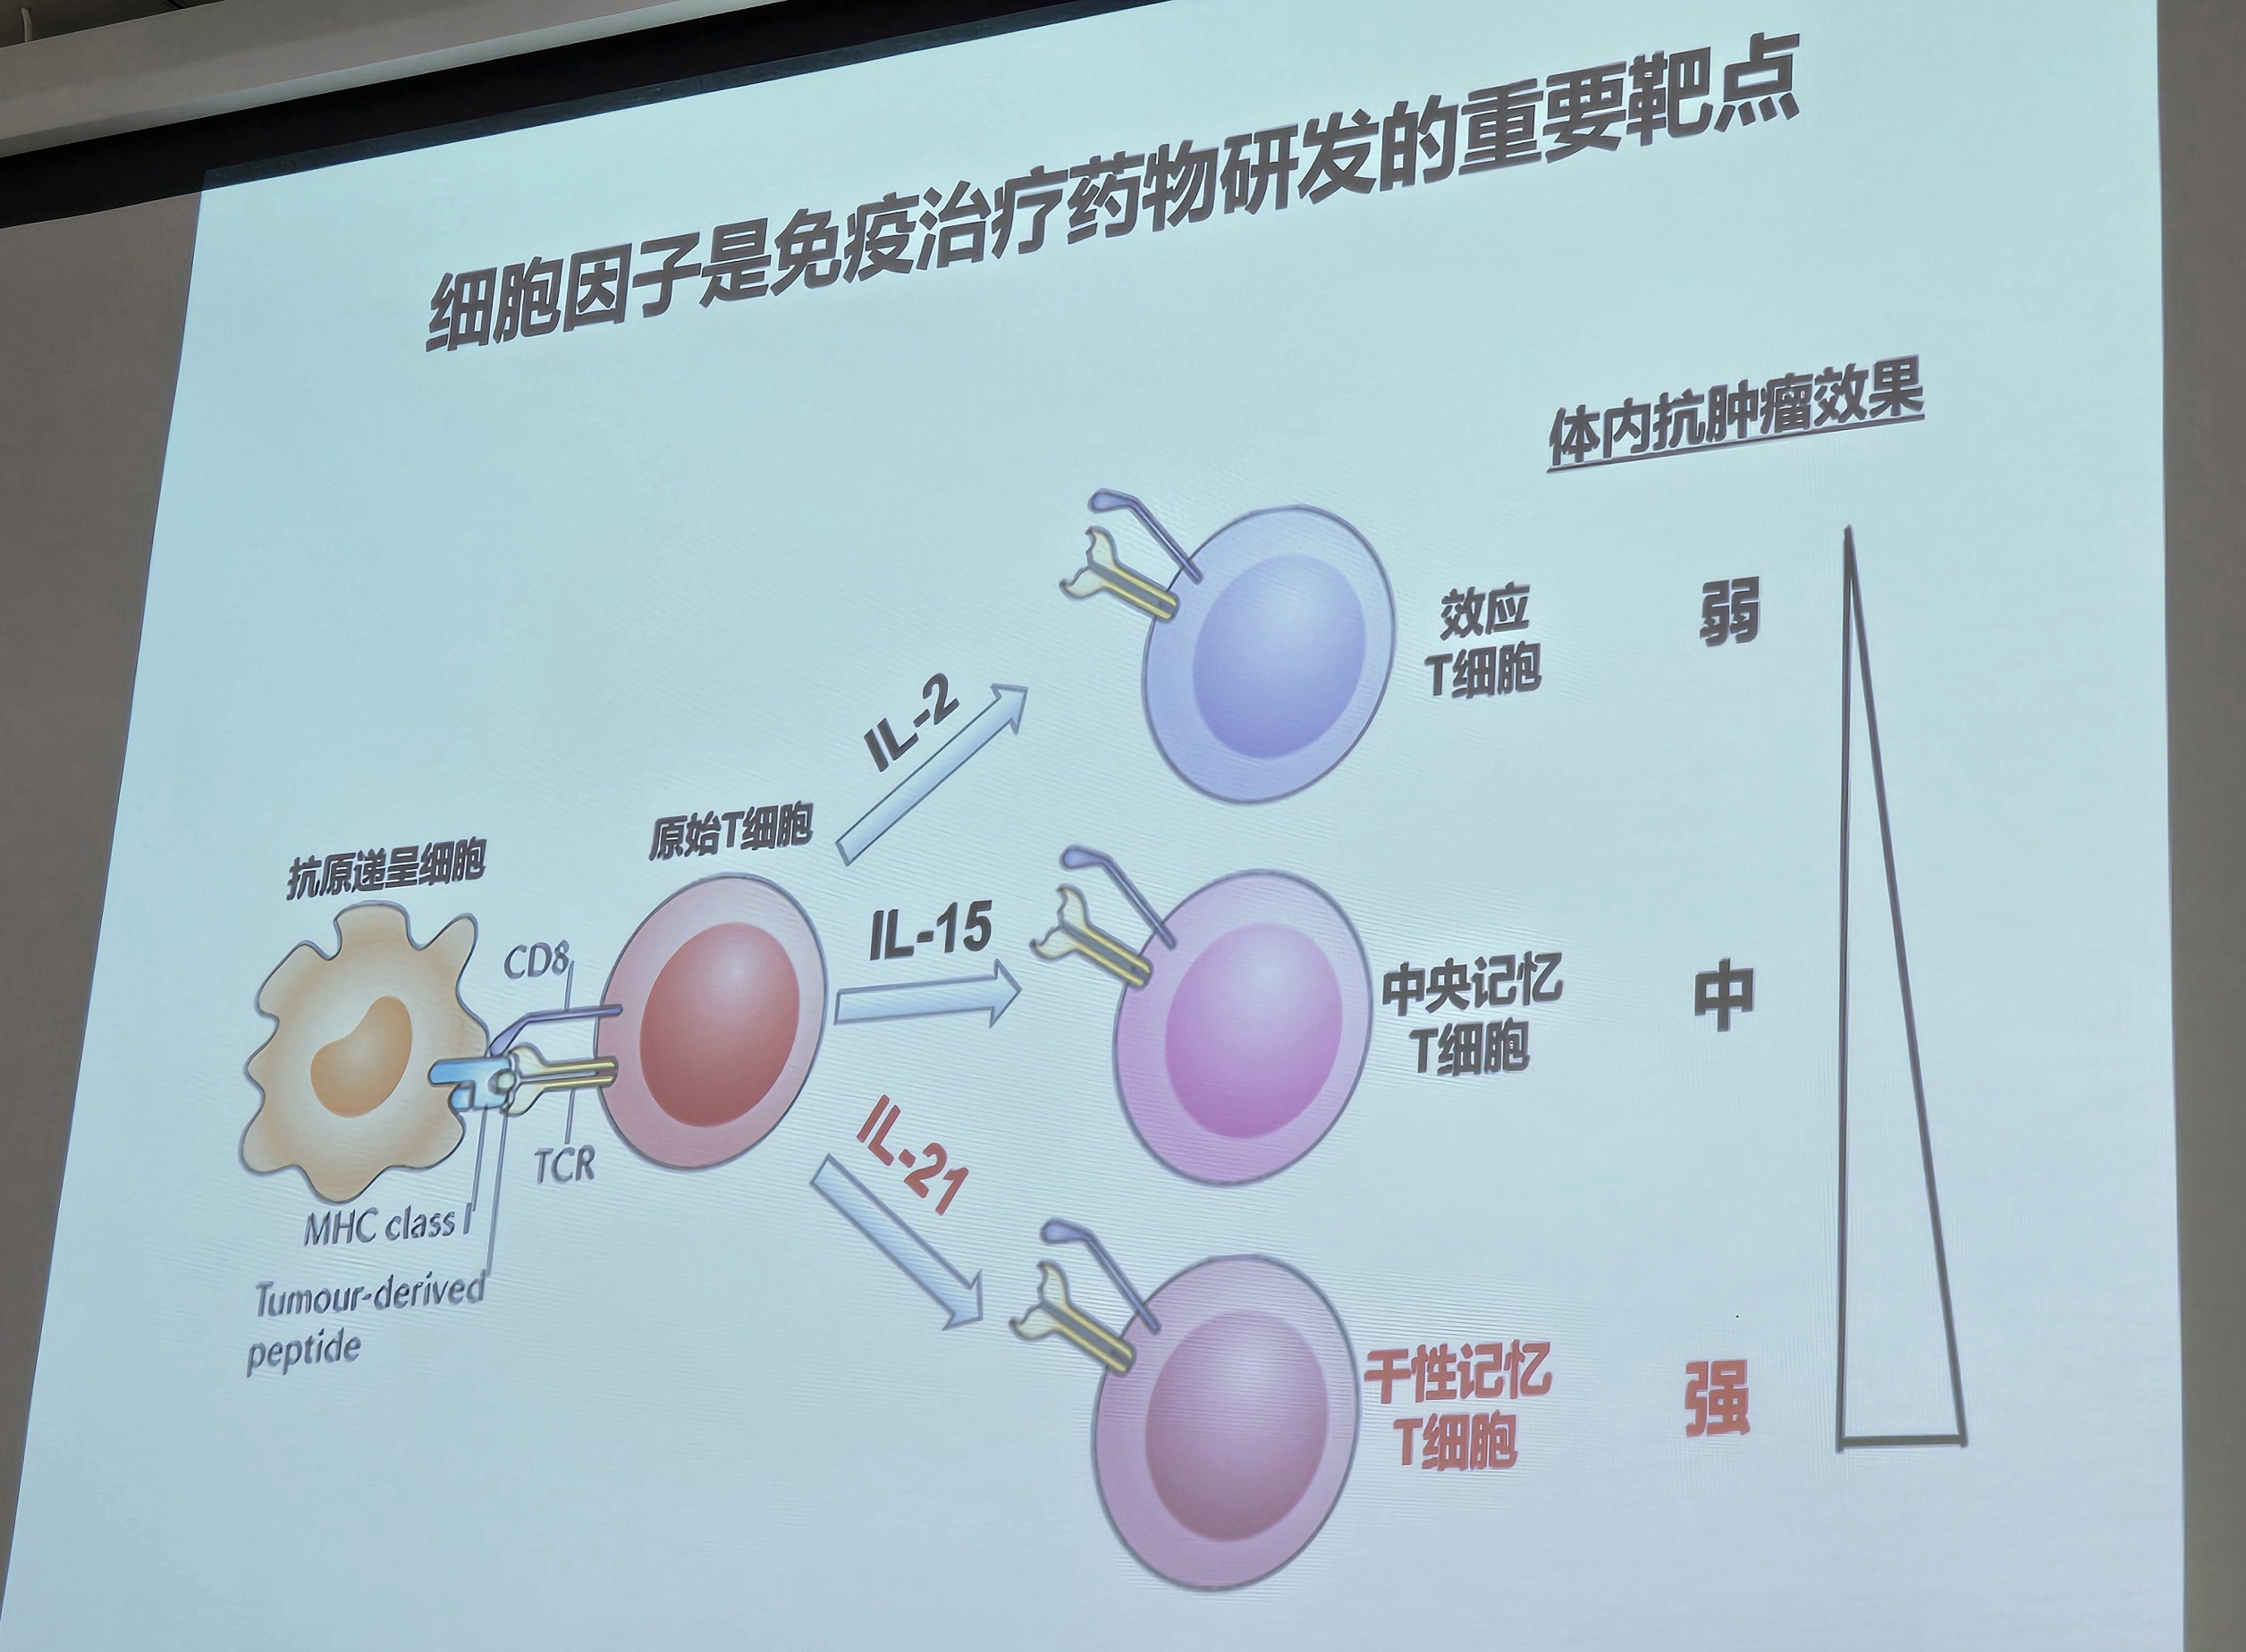 细胞因子是免疫治疗药物研发的重要靶点
体内抗肿瘤效果
效应
T细胞
弱
IL-2
原始T细胞
抗原递呈细胞
CD8
IL-15
中央记忆
T细胞
中
TCR
IL-21
MHC class I
Tumour-derived
peptide
干性记忆
T细胞
强